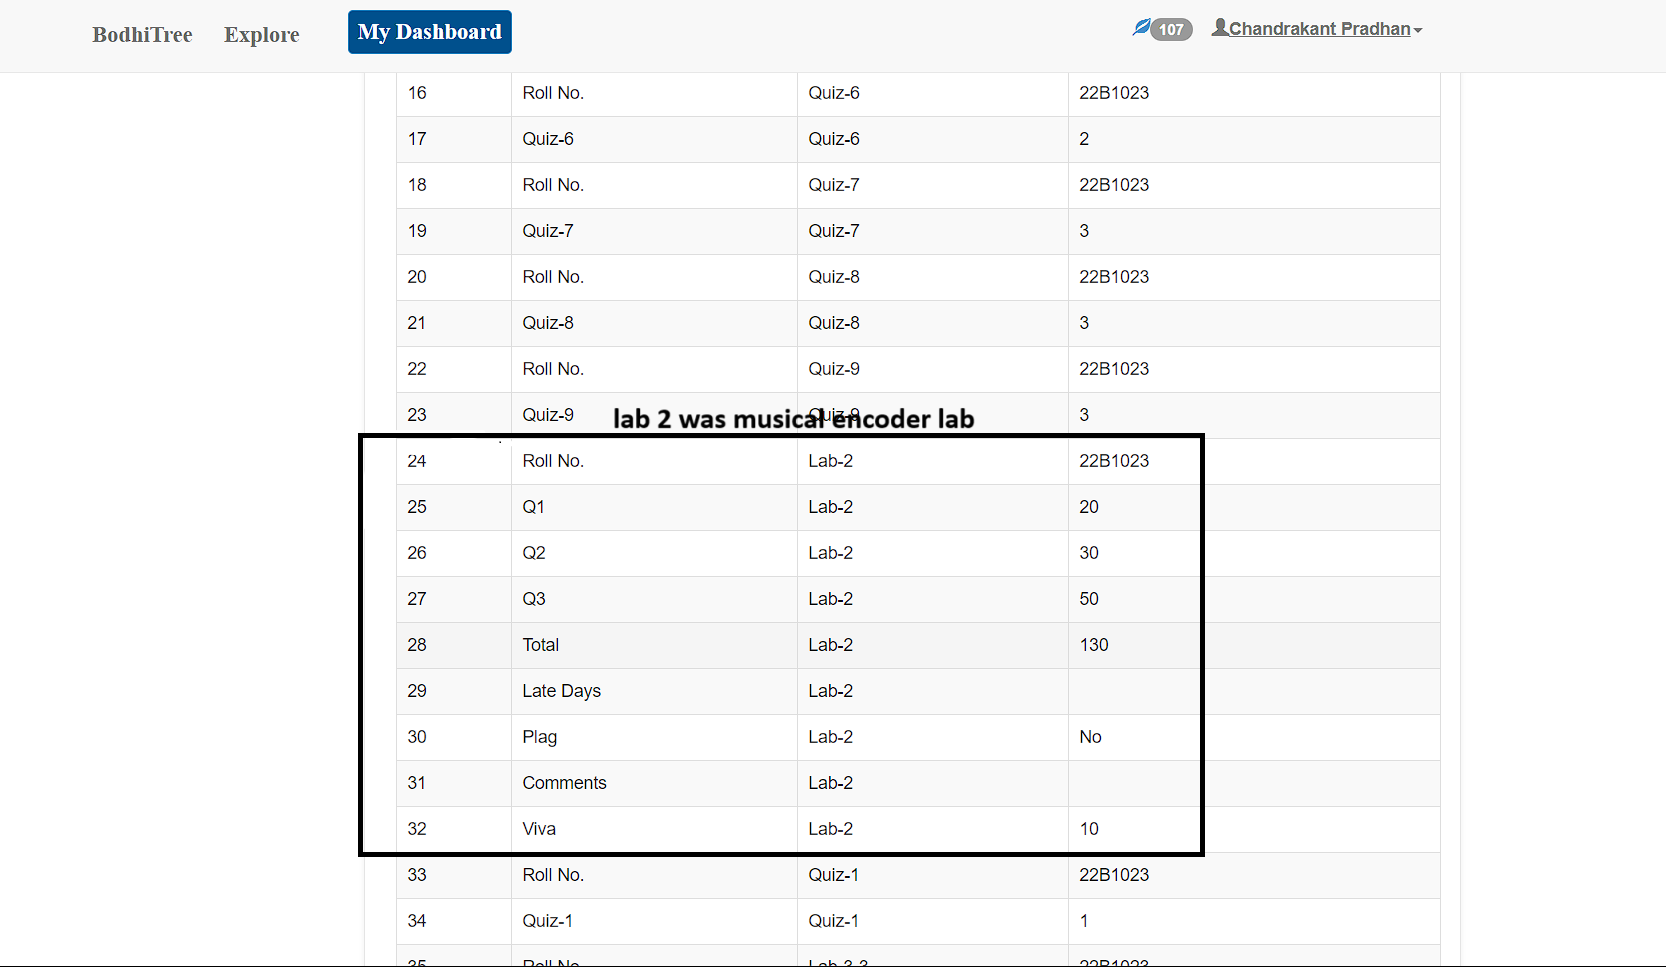 BodhiTree Explore My Dashboard 107 Chandrakant Pradhan
16 Roll No. Quiz-6 22B1023
17 Quiz-6 Quiz-6 2
18 Roll No. Quiz-7 22B1023
19 Quiz-7 Quiz-7 3
20 Roll No. Quiz-8 22B1023
21 Quiz-8 Quiz-8 3
22 Roll No. Quiz-9 22B1023
23 Quiz-9 Quiz-9 3
lab 2 was musical encoder lab
24 Roll No. Lab-2 22B1023
25 Q1 Lab-2 20
26 Q2 Lab-2 30
27 Q3 Lab-2 50
28 Total Lab-2 130
29 Late Days Lab-2
30 Plag Lab-2 No
31 Comments Lab-2
32 Viva Lab-2 10
33 Roll No. Quiz-1 22B1023
34 Quiz-1 Quiz-1 1
35 Roll No. 22B1023